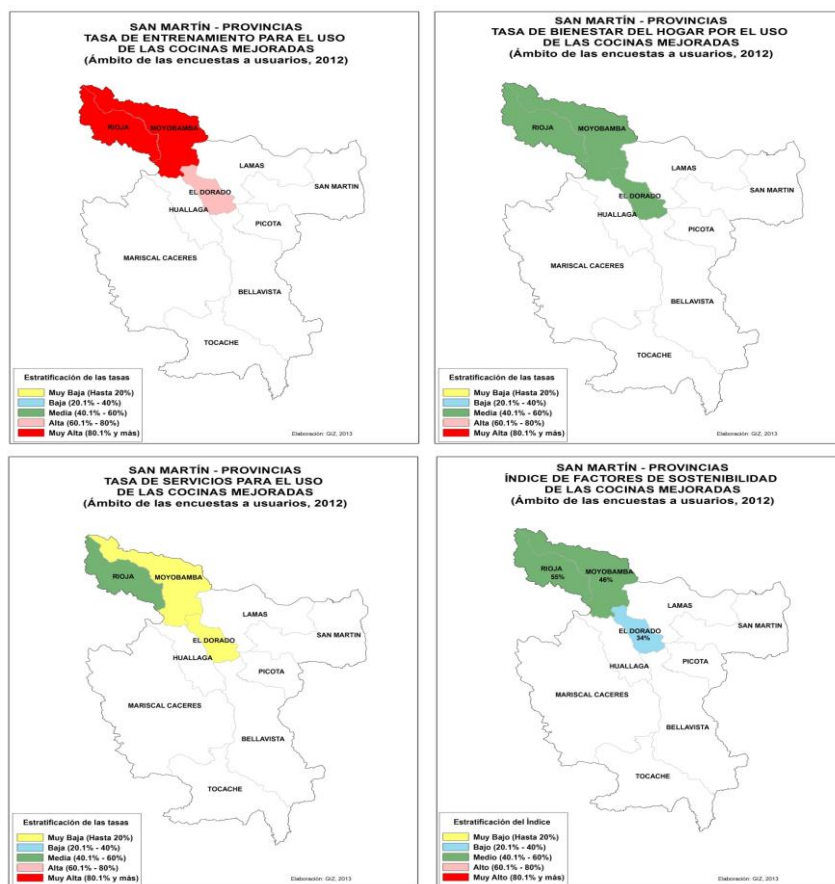 SAN MARTÍN - PROVINCIAS
TASA DE ENTRENAMIENTO PARA EL USO
DE LAS COCINAS MEJORADAS
(Ámbito de las encuestas a usuarios, 2012)
RIOJA
MOYOBAMBA
LAMAS
SAN MARTIN
EL DORADO
HUALLAGA
PICOTA
MARISCAL CACERES
BELLAVISTA
TOCACHE
Estratificación de las tasas
Muy Baja (Hasta 20%)
Baja (20.1% - 40%)
Media (40.1% - 60%)
Alta (60.1% - 80%)
Muy Alta (80.1% y más)
Elaboración: GIZ, 2013
SAN MARTÍN - PROVINCIAS
TASA DE BIENESTAR DEL HOGAR POR EL USO
DE LAS COCINAS MEJORADAS
(Ámbito de las encuestas a usuarios, 2012)
RIOJA
MOYOBAMBA
LAMAS
SAN MARTIN
EL DORADO
HUALLAGA
PICOTA
MARISCAL CACERES
BELLAVISTA
TOCACHE
Estratificación de las tasas
Muy Baja (Hasta 20%)
Baja (20.1% - 40%)
Media (40.1% - 60%)
Alta (60.1% - 80%)
Muy Alta (80.1% y más)
Elaboración: GIZ, 2013
SAN MARTÍN - PROVINCIAS
TASA DE SERVICIOS PARA EL USO
DE LAS COCINAS MEJORADAS
(Ámbito de las encuestas a usuarios, 2012)
RIOJA
MOYOBAMBA
LAMAS
SAN MARTIN
EL DORADO
HUALLAGA
PICOTA
MARISCAL CACERES
BELLAVISTA
TOCACHE
Estratificación de las tasas
Muy Baja (Hasta 20%)
Baja (20.1% - 40%)
Media (40.1% - 60%)
Alta (60.1% - 80%)
Muy Alta (80.1% y más)
Elaboración: GIZ, 2013
SAN MARTÍN - PROVINCIAS
ÍNDICE DE FACTORES DE SOSTENIBILIDAD
DE LAS COCINAS MEJORADAS
(Ámbito de las encuestas a usuarios, 2012)
RIOJA
55%
MOYOBAMBA
46%
LAMAS
SAN MARTIN
EL DORADO
34%
HUALLAGA
PICOTA
MARISCAL CACERES
BELLAVISTA
TOCACHE
Estratificación del Índice
Muy Bajo (Hasta 20%)
Bajo (20.1% - 40%)
Medio (40.1% - 60%)
Alto (60.1% - 80%)
Muy Alto (80.1% y más)
Elaboración: GIZ, 2013